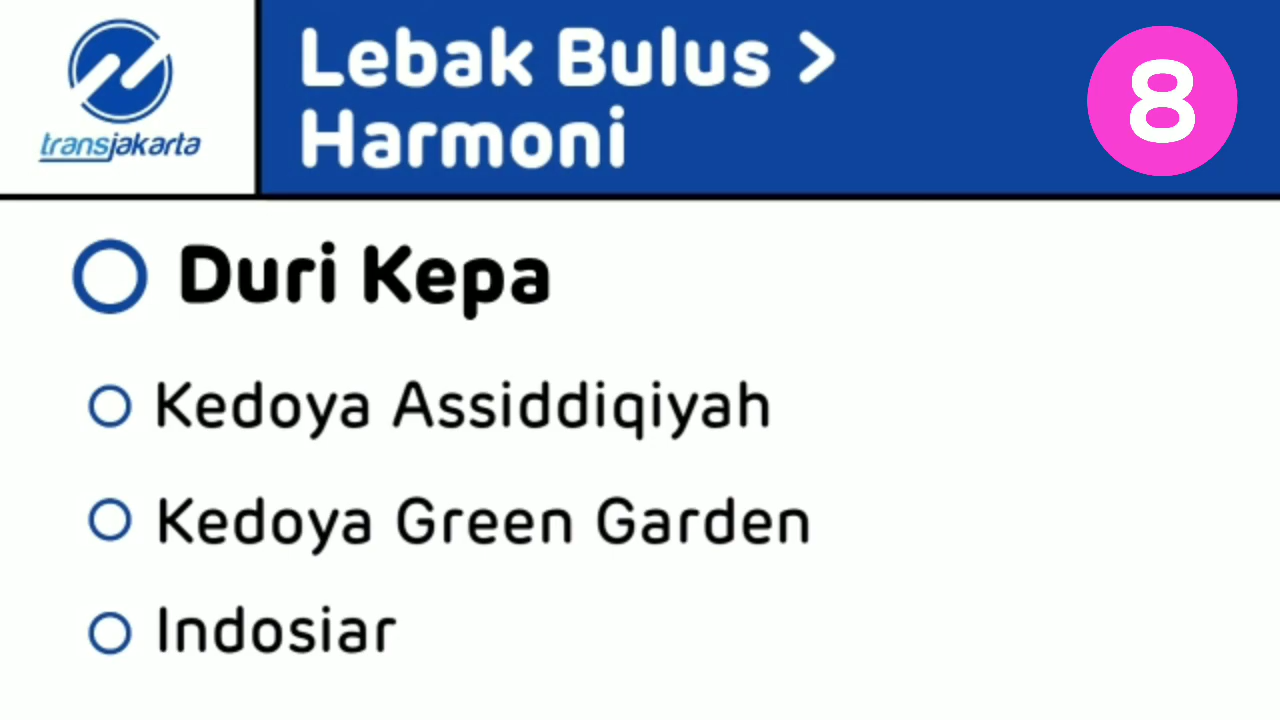 transjakarta
Lebak Bulus >
Harmoni
8
Duri Kepa
Kedoya Assiddiqiyah
Kedoya Green Garden
Indosiar